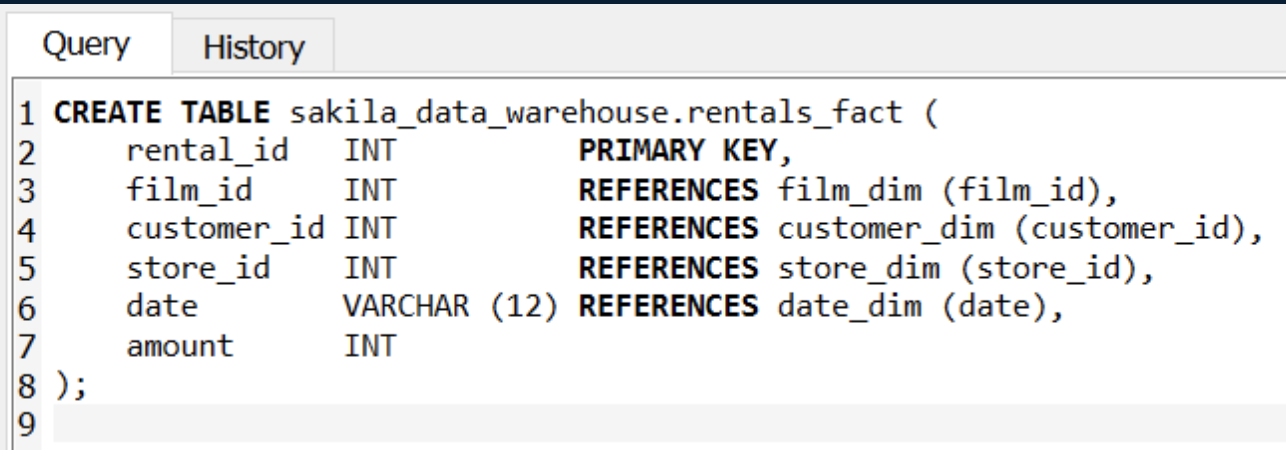 Query History
1 CREATE TABLE sakila_data_warehouse.rentals_fact (
2     rental_id   INT          PRIMARY KEY,
3     film_id     INT          REFERENCES film_dim (film_id),
4     customer_id INT          REFERENCES customer_dim (customer_id),
5     store_id    INT          REFERENCES store_dim (store_id),
6     date        VARCHAR (12) REFERENCES date_dim (date),
7     amount      INT
8 );
9